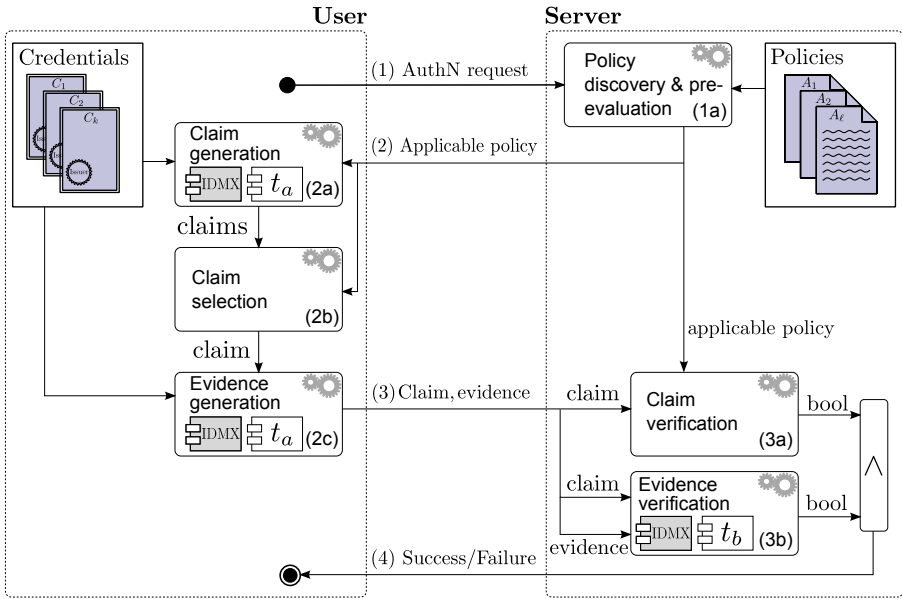 User
Server
Credentials
C₁
C₂
Cₖ
Issuer
(1) AuthN request
Policy
discovery & pre-
evaluation
(1a)
Policies
A₁
A₂
Aℓ
Claim
generation
IDMX
tₐ
(2a)
(2) Applicable policy
claims
Claim
selection
(2b)
applicable policy
claim
Evidence
generation
IDMX
tₐ
(2c)
(3) Claim, evidence
claim
Claim
verification
(3a)
bool
∧
claim
evidence
Evidence
verification
IDMX
t_b
(3b)
bool
(4) Success/Failure